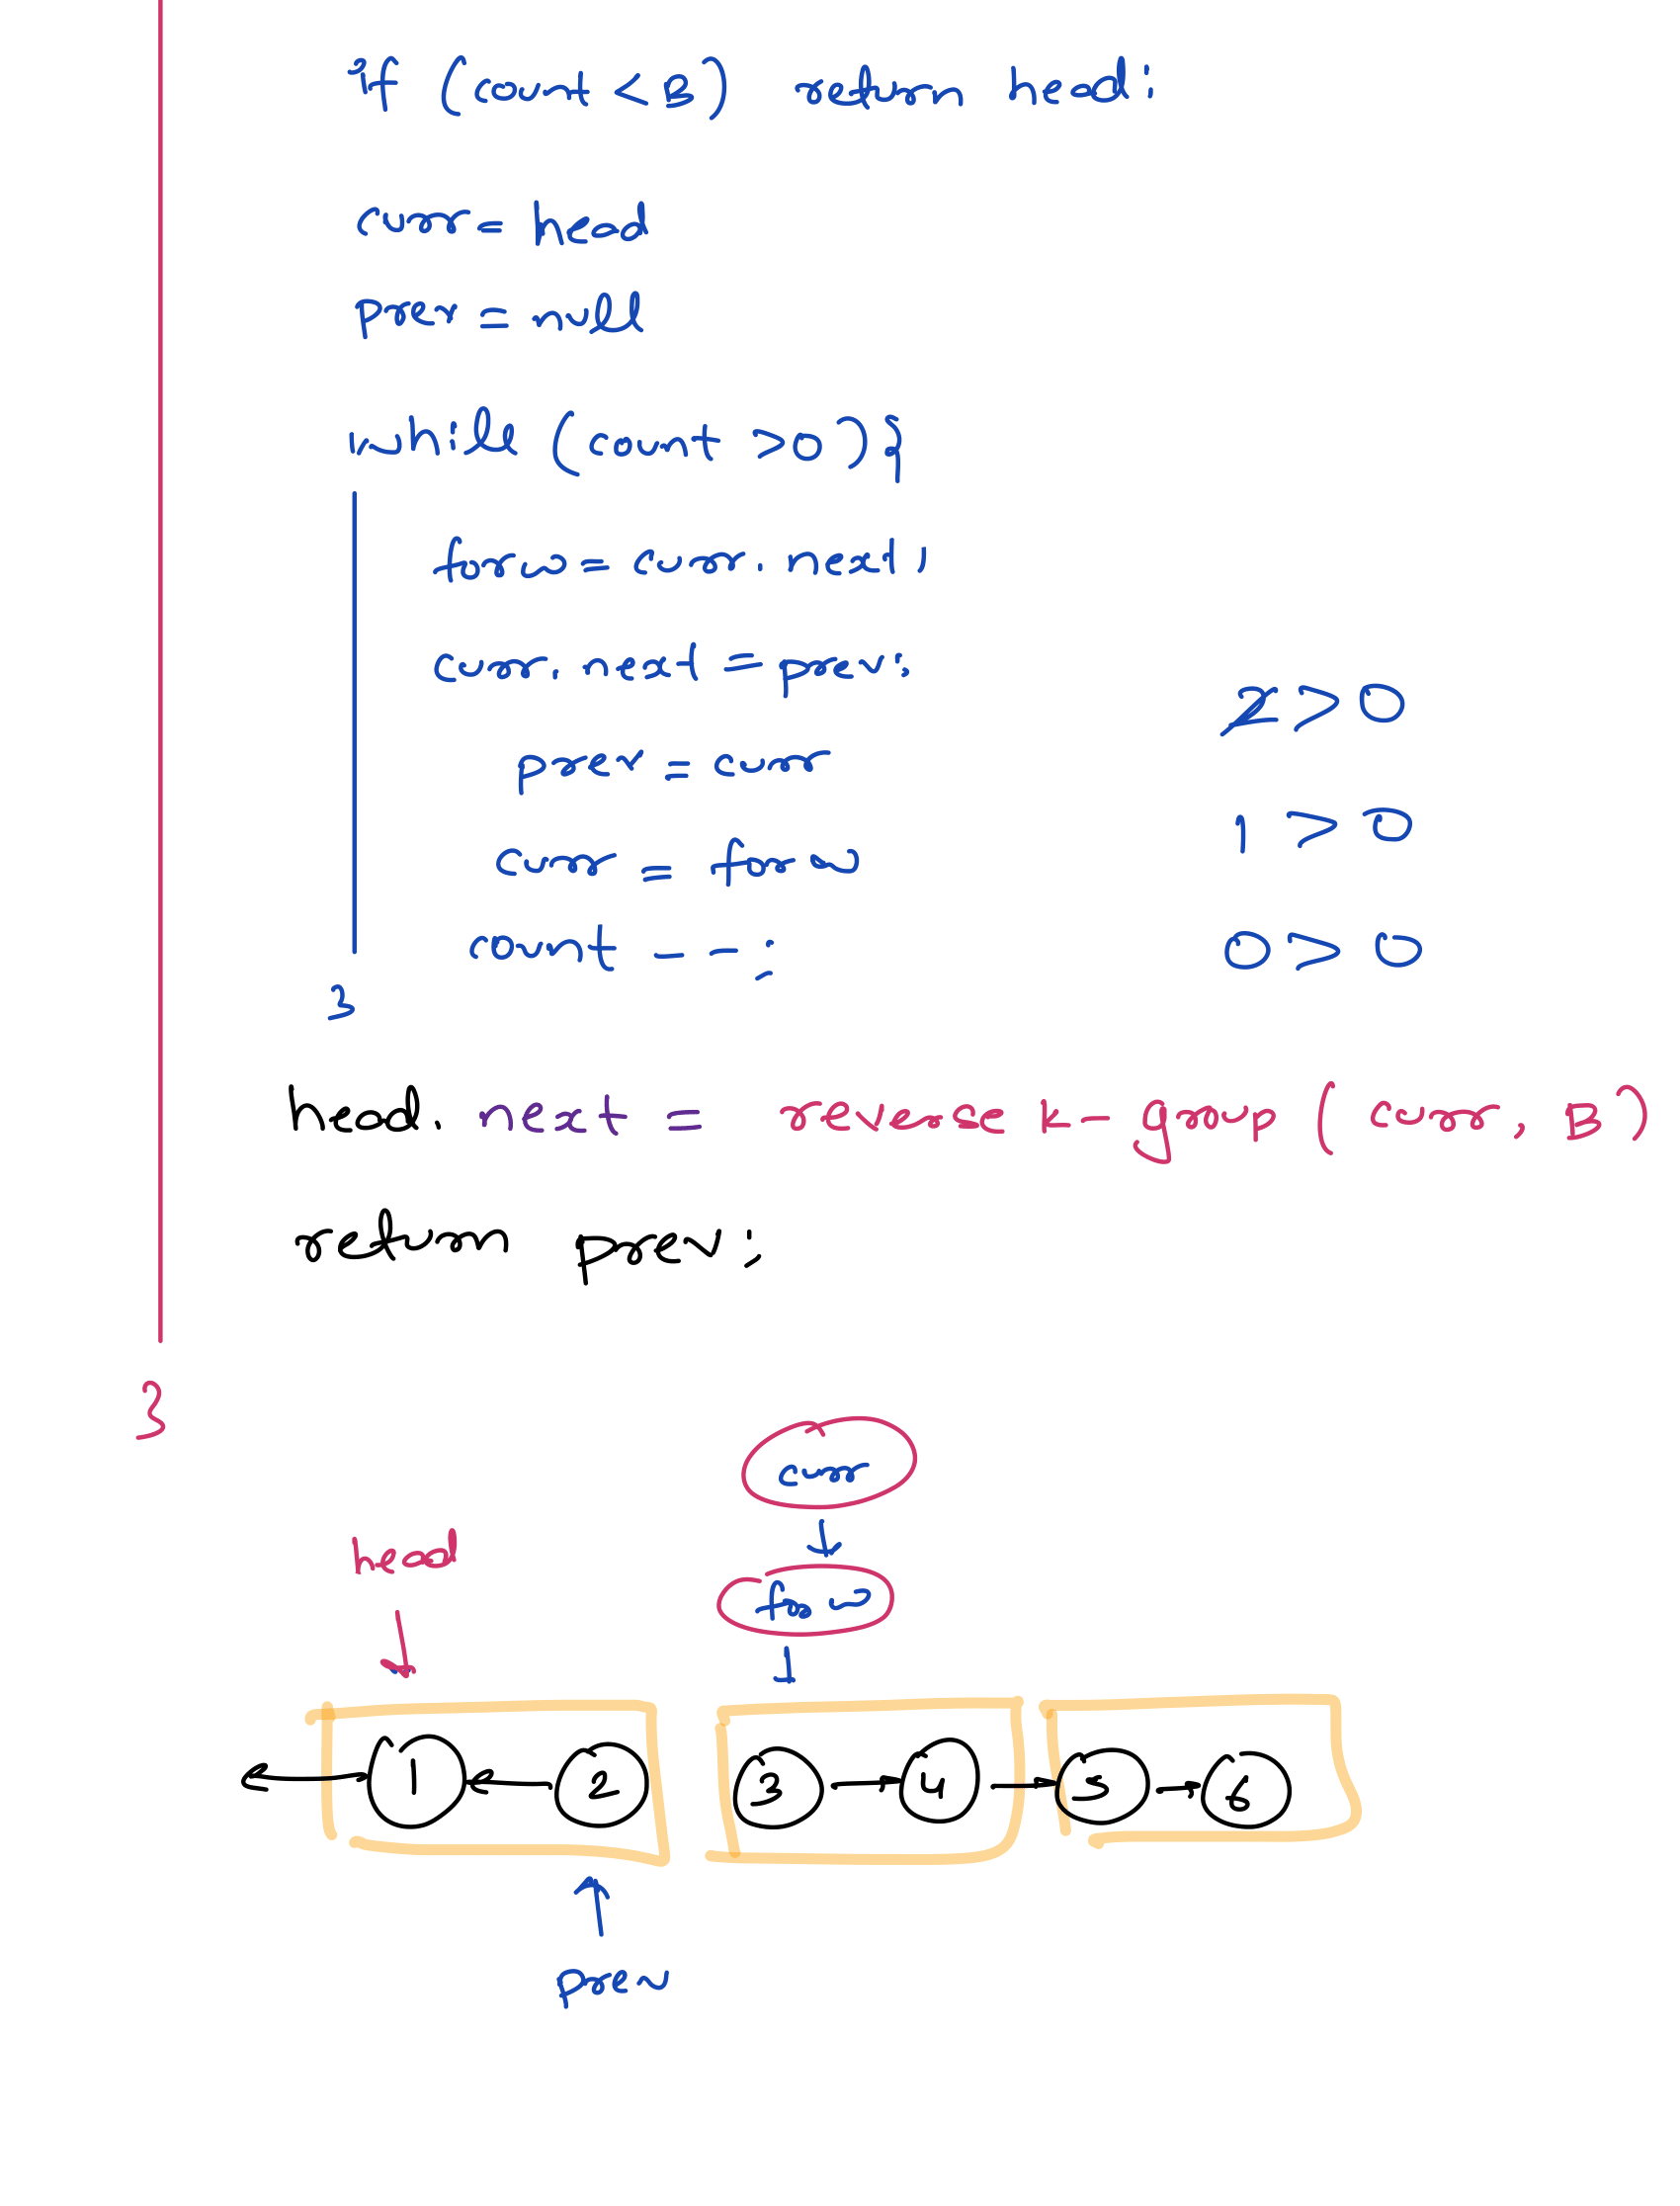 if (count < B) return head;
curr = head
prev = null
while (count > 0) {
forw = curr.next;
curr.next = prev;
2 > 0
prev = curr
1 > 0
curr = forw
count --;
0 > 0
}
head.next = reverse k-group (curr, B)
return prev;
}
curr
head
forw
1 2 3 4 5 6
prev